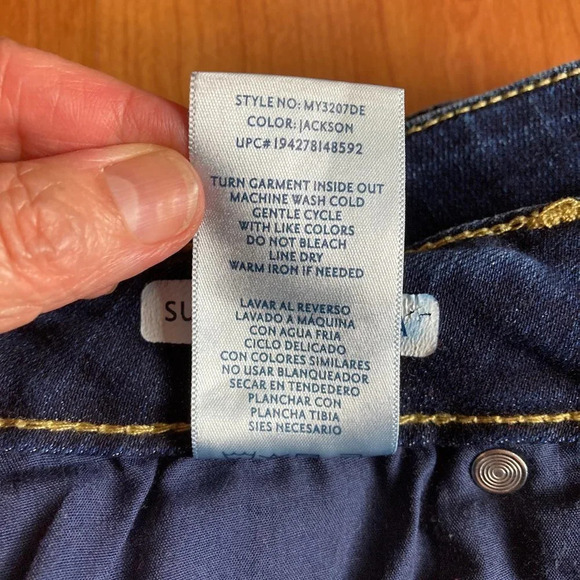 STYLE NO: MY3207DE
COLOR: JACKSON
UPC# 194278148592
TURN GARMENT INSIDE OUT
MACHINE WASH COLD
GENTLE CYCLE
WITH LIKE COLORS
DO NOT BLEACH
LINE DRY
WARM IRON IF NEEDED
LAVAR AL REVERSO
LAVADO A MÁQUINA
CON AGUA FRIA
CICLO DELICADO
CON COLORES SIMILARES
NO USAR BLANQUEADOR
SECAR EN TENDEDERO
PLANCHAR CON
PLANCHA TIBIA
SIES NECESARIO